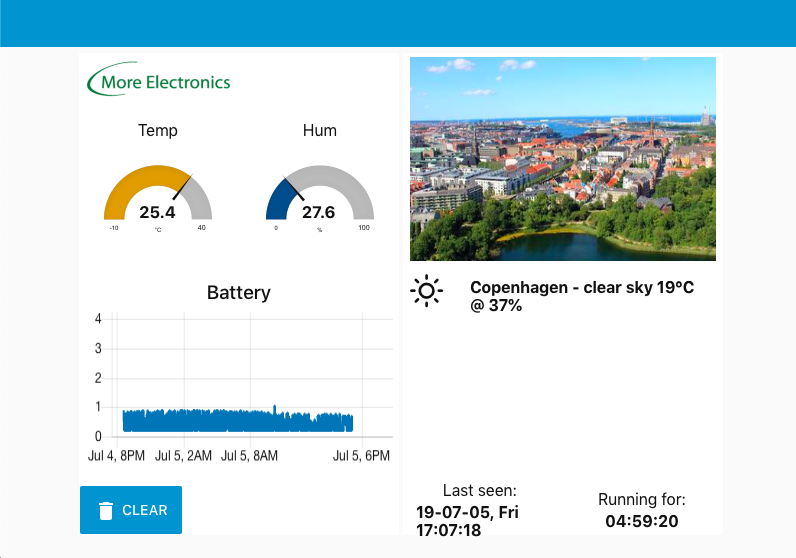 More Electronics
Temp
Hum
25.4
-10
°C
40
27.6
0
%
100
Battery
4
3
2
1
0
Jul 4, 8PM
Jul 5, 2AM
Jul 5, 8AM
Jul 5, 6PM
CLEAR
Copenhagen - clear sky 19°C
@ 37%
Last seen:
19-07-05, Fri
17:07:18
Running for:
04:59:20